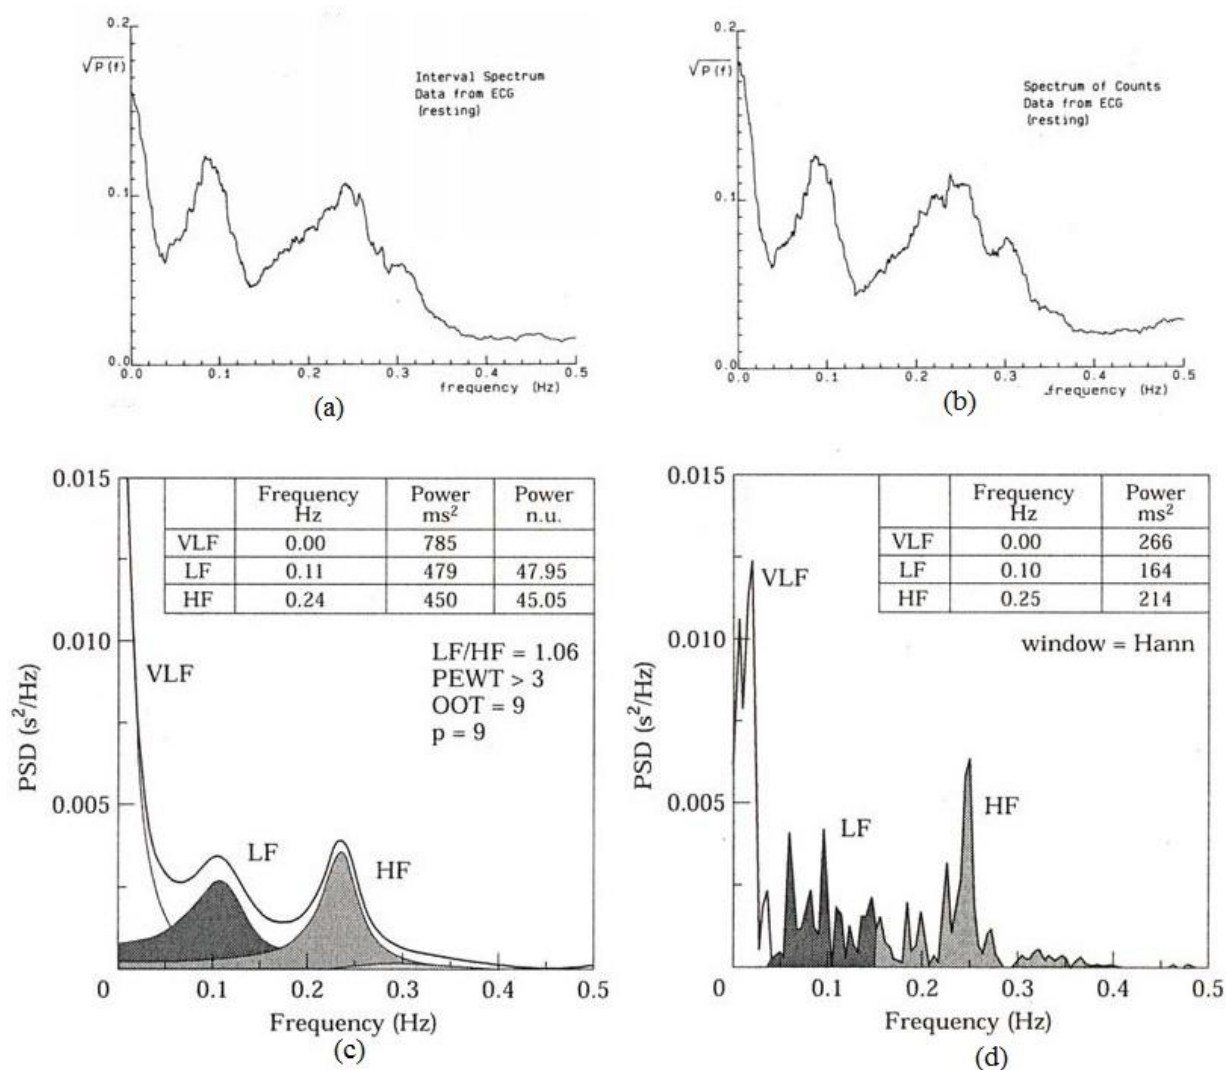 0.2
√P(f)
Interval Spectrum
Data from ECG
(resting)
0.1
0.0
0.0 0.1 0.2 0.3 0.4 0.5
frequency (Hz)
(a)
0.2
√P(f)
Spectrum of Counts
Data from ECG
(resting)
0.1
0.0
0.0 0.1 0.2 0.3 0.4 0.5
frequency (Hz)
(b)
0.015
Frequency Hz Power ms² Power n.u.
VLF 0.00 785
LF 0.11 479 47.95
HF 0.24 450 45.05
0.010
VLF
LF/HF = 1.06
PEWT > 3
OOT = 9
p = 9
PSD (s²/Hz)
0.005
LF
HF
0 0.1 0.2 0.3 0.4 0.5
Frequency (Hz)
(c)
0.015
Frequency Hz Power ms²
VLF 0.00 266
LF 0.10 164
HF 0.25 214
VLF
0.010
window = Hann
PSD (s²/Hz)
0.005
LF
HF
0 0.1 0.2 0.3 0.4 0.5
Frequency (Hz)
(d)